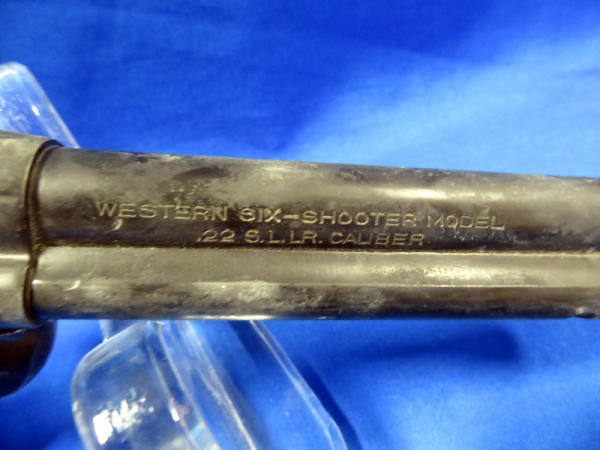 WESTERN SIX-SHOOTER MODEL
.22 S.L.LR. CALIBER